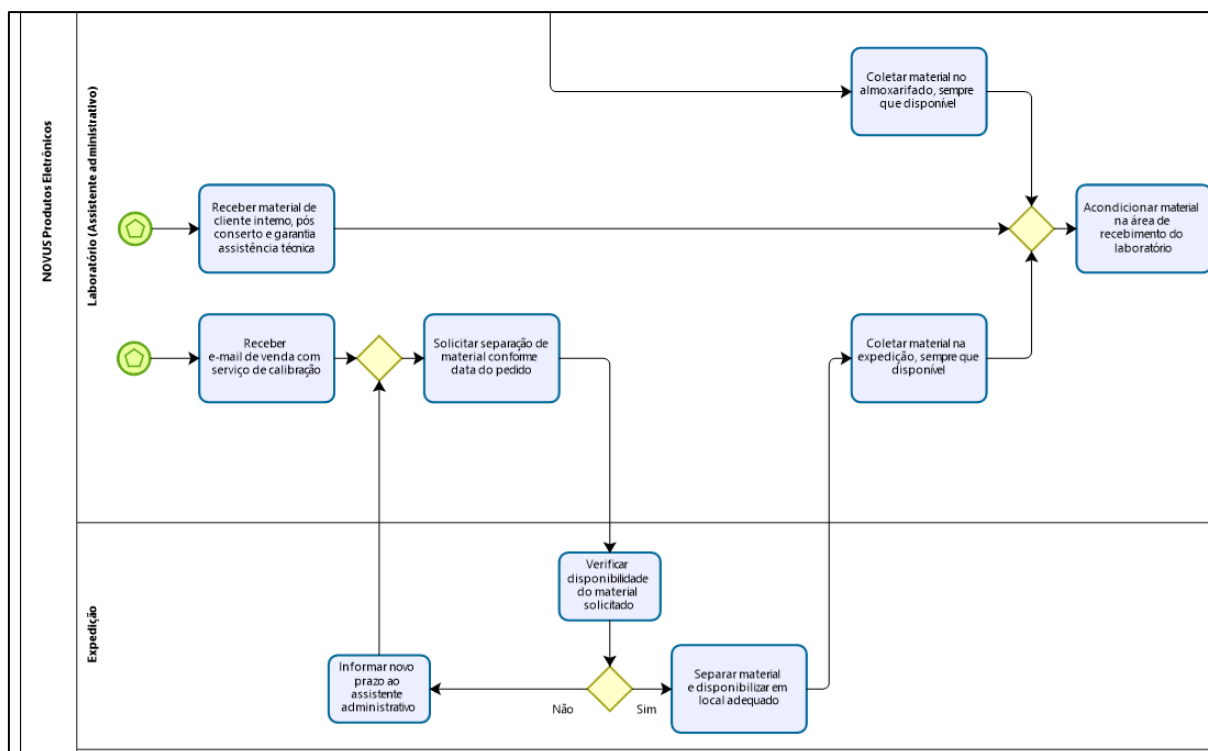 NOVUS Produtos Eletrônicos
Laboratório (Assistente administrativo)
Coletar material no
almoxarifado, sempre
que disponível
Receber material de
cliente interno, pós
conserto e garantia
assistência técnica
Acondicionar material
na área de
recebimento do
laboratório
Receber
e-mail de venda com
serviço de calibração
Solicitar separação de
material conforme
data do pedido
Coletar material na
expedição, sempre que
disponível
Expedição
Verificar
disponibilidade
do material
solicitado
Informar novo
prazo ao
assistente
administrativo
Não
Sim
Separar material
e disponibilizar em
local adequado